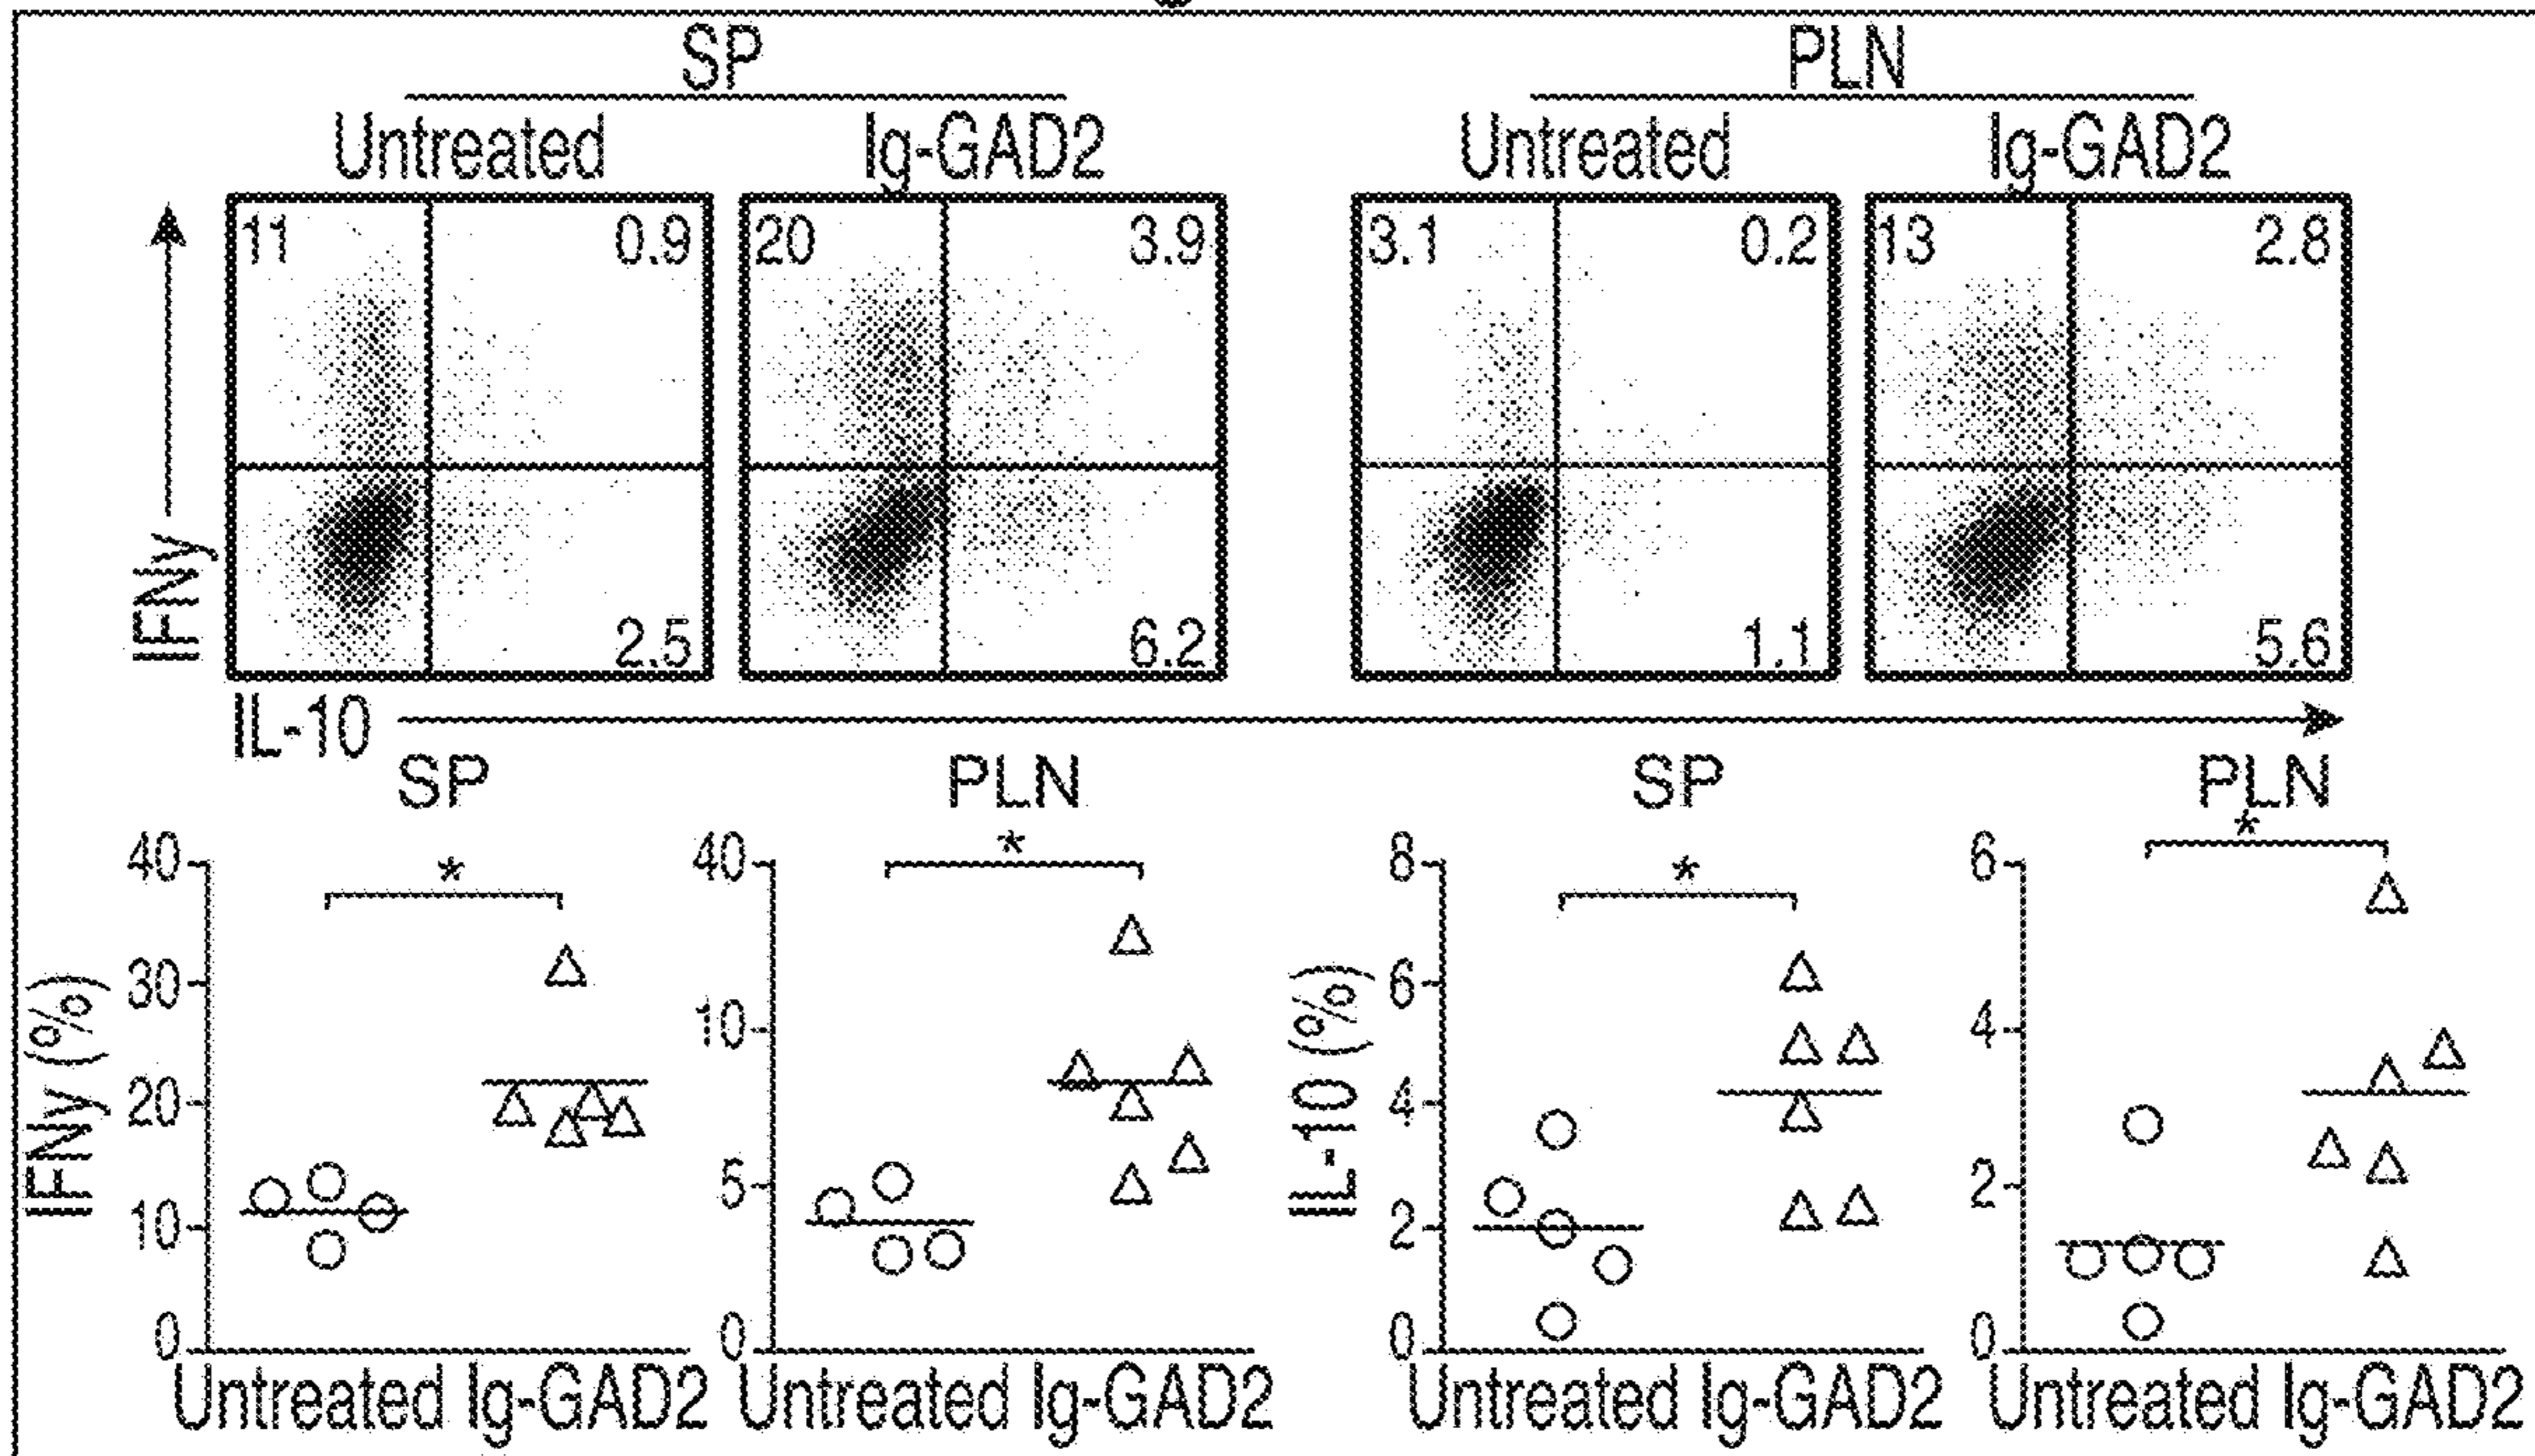 SP PLN
Untreated Ig-GAD2 Untreated Ig-GAD2
11 0.9 20 3.9 3.1 0.2 13 2.8
IFNγ
2.5 6.2 1.1 5.6
IL-10
SP PLN SP PLN
* * * *
IFNγ (%)
40
30
20
10
0
40
10
5
0
IL-10 (%)
8
6
4
2
0
6
4
2
0
Untreated Ig-GAD2 Untreated Ig-GAD2 Untreated Ig-GAD2 Untreated Ig-GAD2